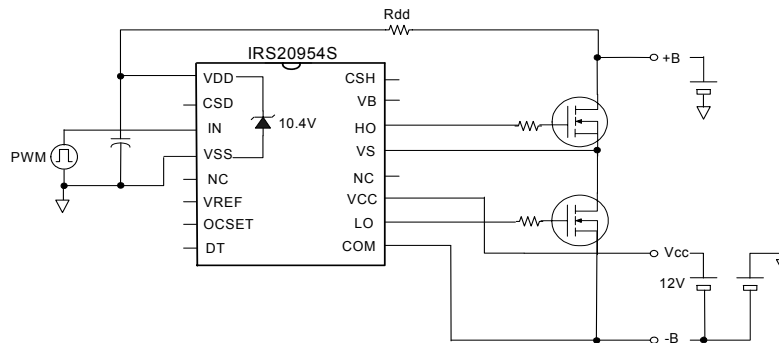 Rdd
IRS20954S
+B
VDD
CSH
CSD
VB
IN
10.4V
HO
PWM
VSS
VS
NC
NC
VREF
VCC
OCSET
LO
DT
COM
Vcc
12V
-B